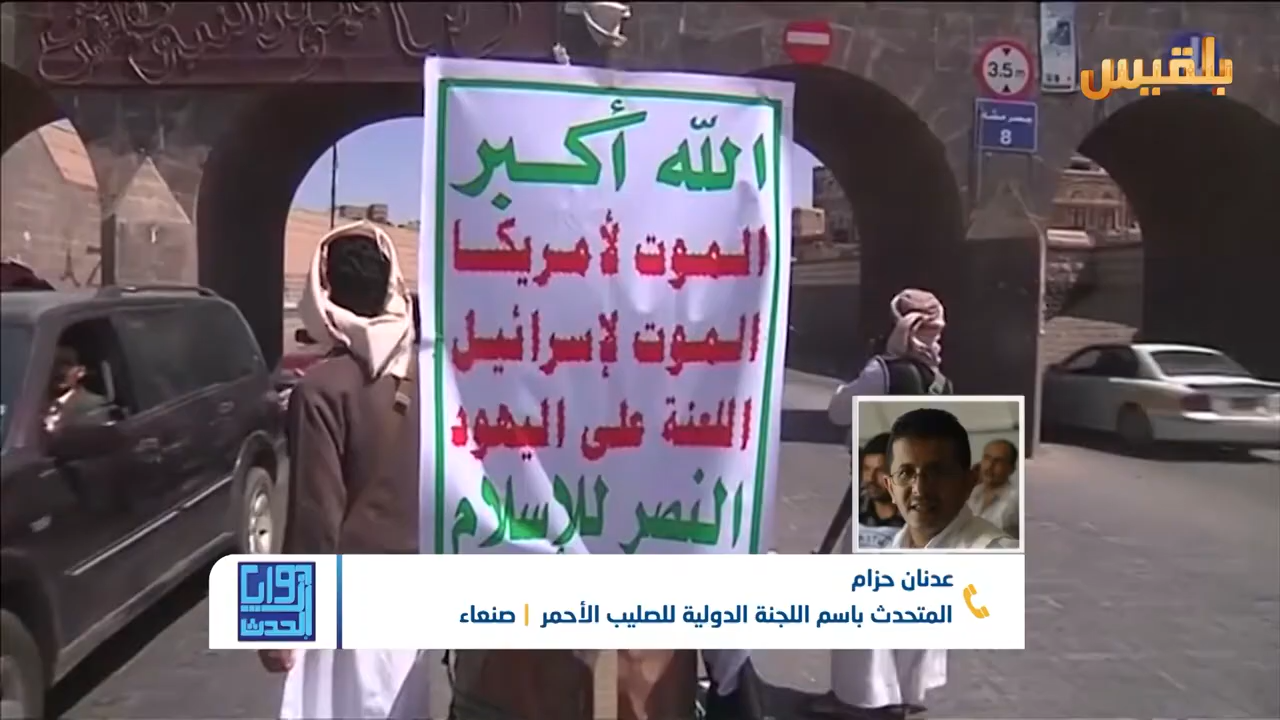 بلقيس
3.5m
8
الله أكبر
الموت لأمريكا
الموت لإسرائيل
اللعنة على اليهود
النصر للإسلام
زوايا الحدث
عدنان حزام
المتحدث باسم اللجنة الدولية للصليب الأحمر | صنعاء